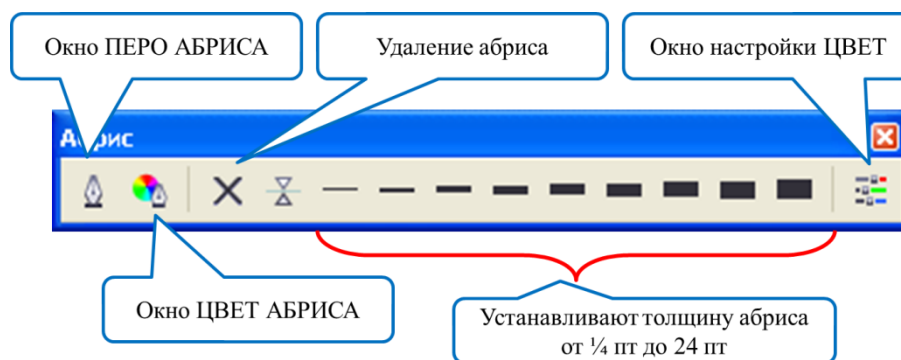 Окно ПЕРО АБРИСА
Удаление абриса
Окно настройки ЦВЕТ
Абрис
Окно ЦВЕТ АБРИСА
Устанавливают толщину абриса
от ¼ пт до 24 пт